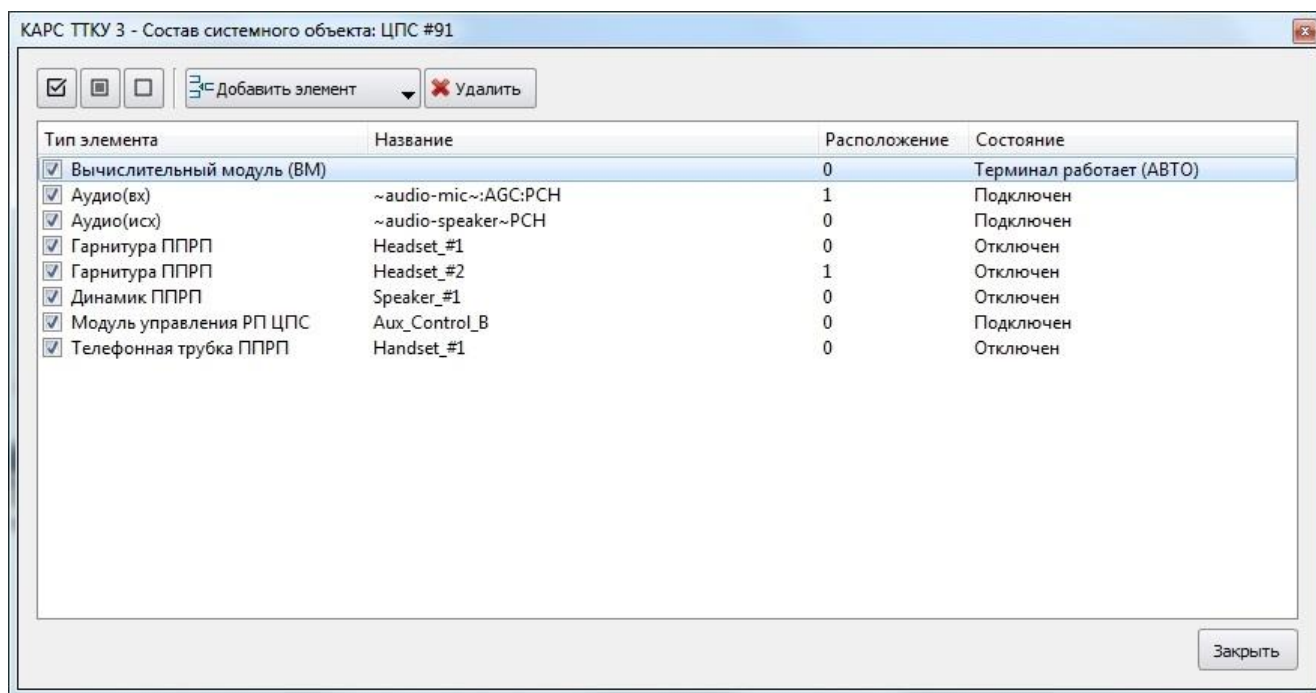 КАРС ТТКУ 3 - Состав системного объекта: ЦПС #91
Добавить элемент Удалить
Тип элемента Название Расположение Состояние
Вычислительный модуль (ВМ) 0 Терминал работает (АВТО)
Аудио(вх) ~audio-mic~:AGC:PCH 1 Подключен
Аудио(исх) ~audio-speaker~PCH 0 Подключен
Гарнитура ППРП Headset_#1 0 Отключен
Гарнитура ППРП Headset_#2 1 Отключен
Динамик ППРП Speaker_#1 0 Отключен
Модуль управления РП ЦПС Aux_Control_B 0 Подключен
Телефонная трубка ППРП Handset_#1 0 Отключен
Закрыть